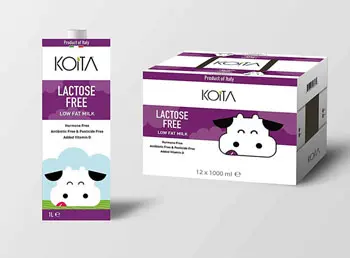 Product of Italy
KOITA
LACTOSE
FREE
LOW FAT MILK
Hormone Free
Antibiotic Free & Pesticide Free
Added Vitamin D
1L ℮
Product of Italy
KOITA
LACTOSE
FREE
LOW FAT MILK
Hormone Free
Antibiotic Free & Pesticide Free
Added Vitamin D
12 x 1000 ml ℮